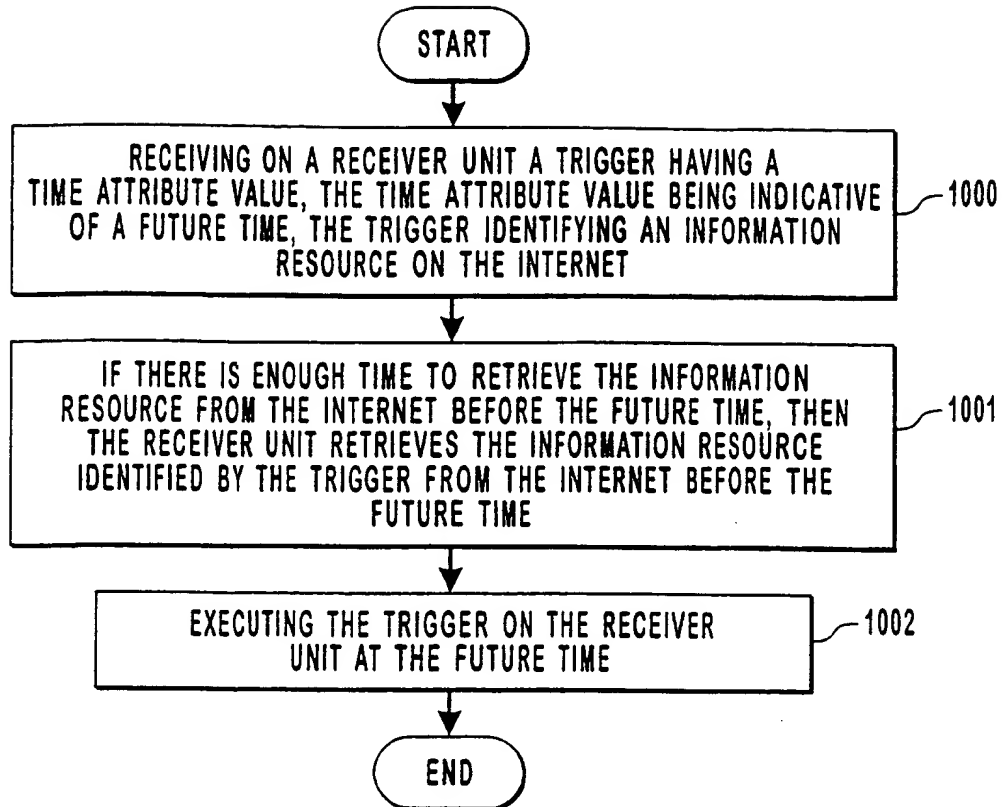 START
RECEIVING ON A RECEIVER UNIT A TRIGGER HAVING A
TIME ATTRIBUTE VALUE, THE TIME ATTRIBUTE VALUE BEING INDICATIVE
OF A FUTURE TIME, THE TRIGGER IDENTIFYING AN INFORMATION
RESOURCE ON THE INTERNET
1000
IF THERE IS ENOUGH TIME TO RETRIEVE THE INFORMATION
RESOURCE FROM THE INTERNET BEFORE THE FUTURE TIME, THEN
THE RECEIVER UNIT RETRIEVES THE INFORMATION RESOURCE
IDENTIFIED BY THE TRIGGER FROM THE INTERNET BEFORE THE
FUTURE TIME
1001
EXECUTING THE TRIGGER ON THE RECEIVER
UNIT AT THE FUTURE TIME
1002
END